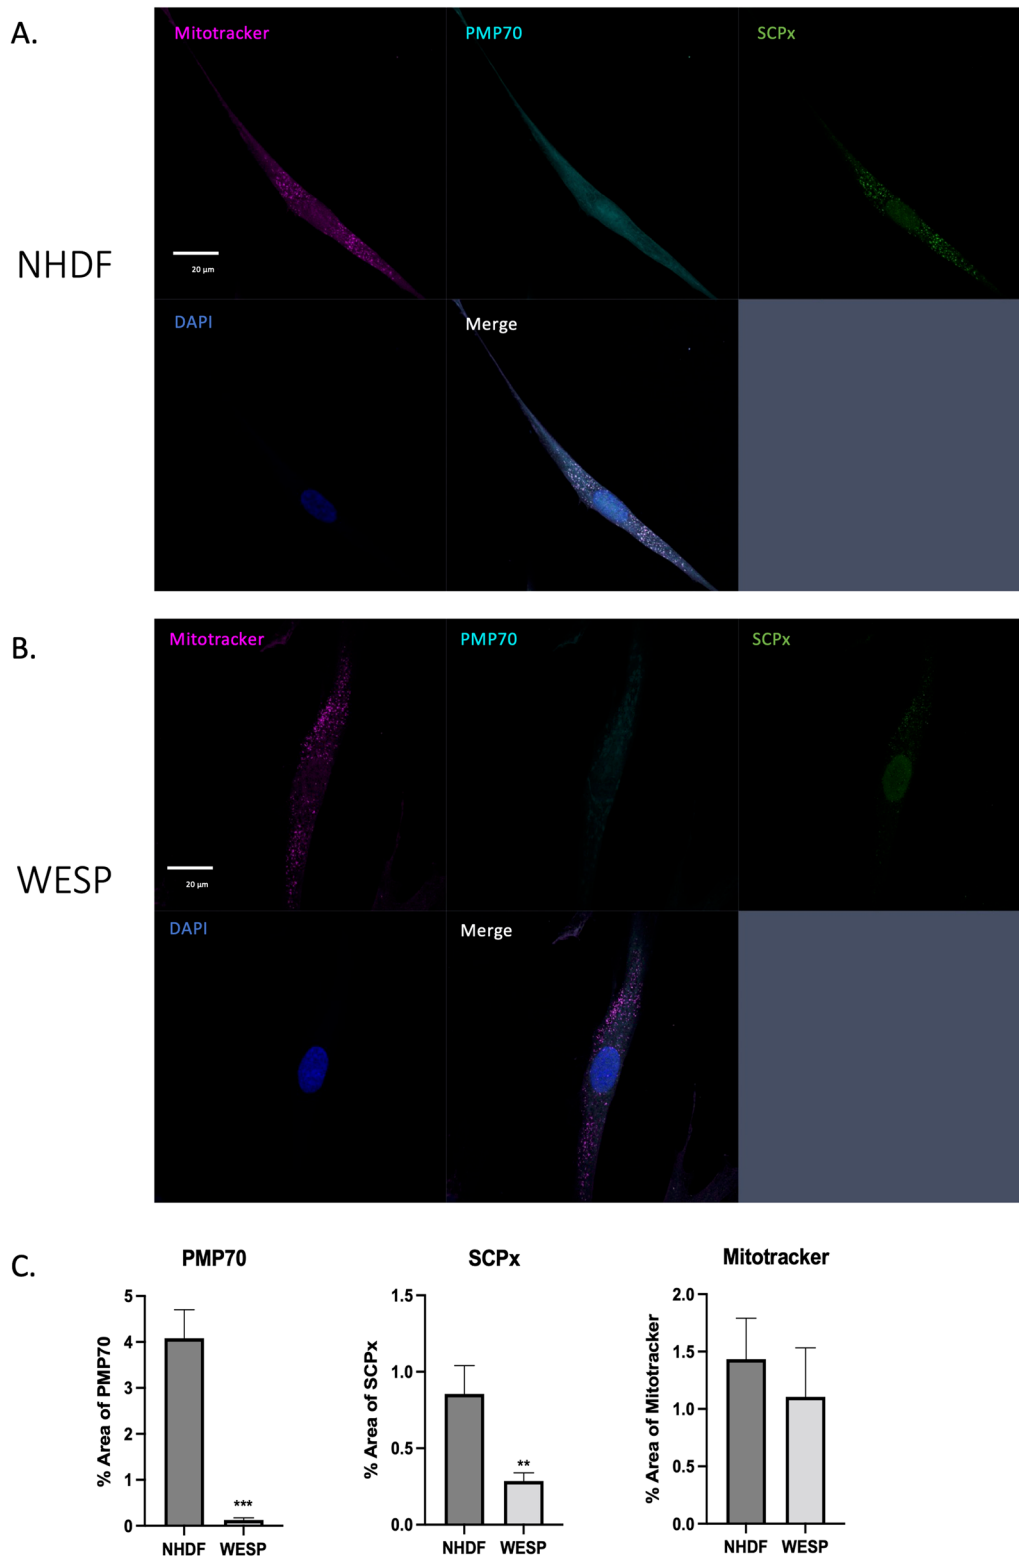 A.
Mitotracker
PMP70
SCPx
NHDF
20 µm
DAPI
Merge
B.
Mitotracker
PMP70
SCPx
WESP
20 µm
DAPI
Merge
C.
PMP70
% Area of PMP70
5
4
3
2
1
0
***
NHDF WESP
SCPx
% Area of SCPx
1.5
1.0
0.5
0.0
**
NHDF WESP
Mitotracker
% Area of Mitotracker
2.0
1.5
1.0
0.5
0.0
NHDF WESP